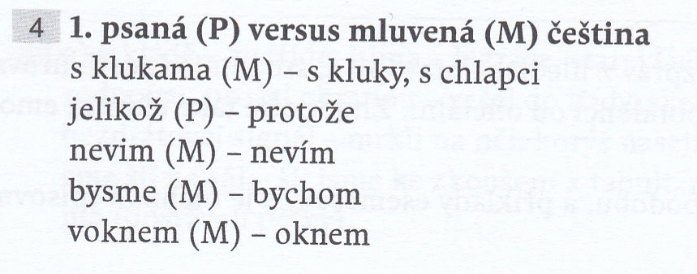 4 1. psaná (P) versus mluvená (M) čeština
s klukama (M) – s kluky, s chlapci
jelikož (P) – protože
nevim (M) – nevím
bysme (M) – bychom
voknem (M) – oknem